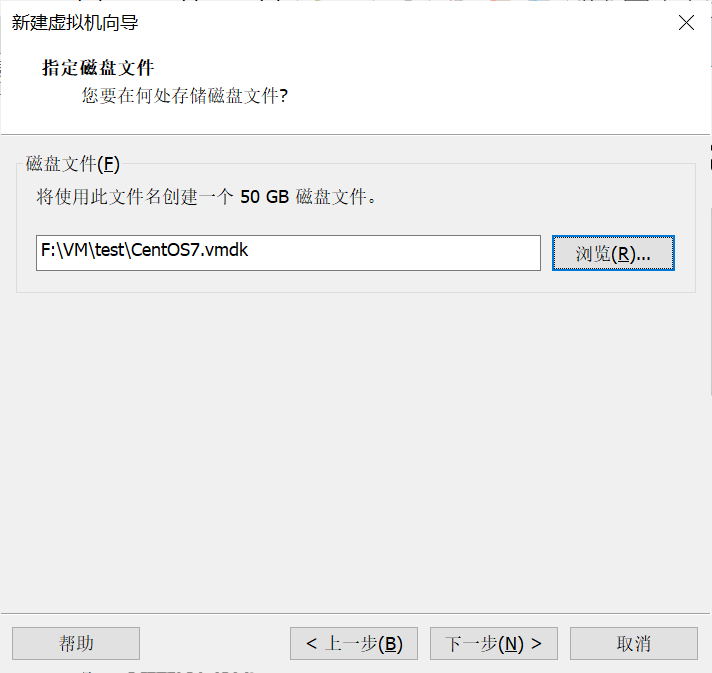 新建虚拟机向导
指定磁盘文件
您要在何处存储磁盘文件?
磁盘文件(F)
将使用此文件名创建一个 50 GB 磁盘文件。
F:\VM\test\CentOS7.vmdk
浏览(R)...
帮助
< 上一步(B)
下一步(N) >
取消